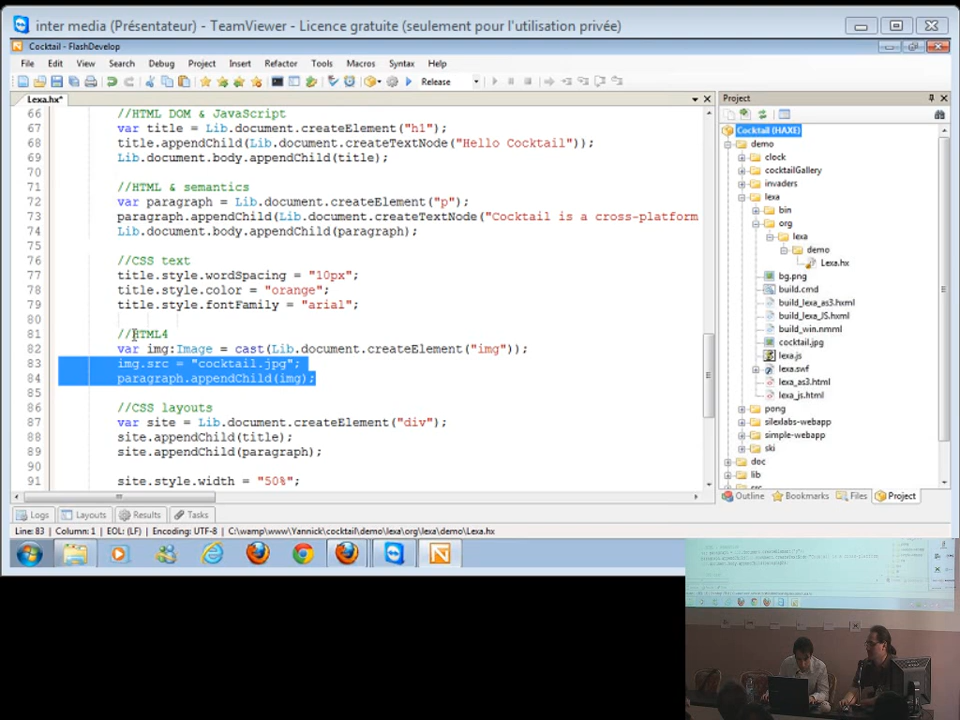 inter media (Présentateur) - TeamViewer - Licence gratuite (seulement pour l'utilisation privée)
Cocktail - FlashDevelop
File Edit View Search Debug Project Insert Refactor Tools Macros Syntax Help
Release
Lexa.hx*
66 //HTML DOM & JavaScript
67 var title = Lib.document.createElement("h1");
68 title.appendChild(Lib.document.createTextNode("Hello Cocktail"));
69 Lib.document.body.appendChild(title);
70
71 //HTML & semantics
72 var paragraph = Lib.document.createElement("p");
73 paragraph.appendChild(Lib.document.createTextNode("Cocktail is a cross-platform
74 Lib.document.body.appendChild(paragraph);
75
76 //CSS text
77 title.style.wordSpacing = "10px";
78 title.style.color = "orange";
79 title.style.fontFamily = "arial";
80
81 //HTML4
82 var img:Image = cast(Lib.document.createElement("img"));
83 img.src = "cocktail.jpg";
84 paragraph.appendChild(img);
85
86 //CSS layouts
87 var site = Lib.document.createElement("div");
88 site.appendChild(title);
89 site.appendChild(paragraph);
90
91 site.style.width = "50%";
Project
Cocktail (HAXE)
demo
clock
cocktailGallery
invaders
lexa
bin
org
lexa
demo
Lexa.hx
bg.png
build.cmd
build_lexa_as3.hxml
build_lexa_JS.hxml
build_win.nmml
cocktail.jpg
lexa.js
lexa.swf
lexa_as3.html
lexa_js.html
pong
silexlabs-webapp
simple-webapp
ski
doc
lib
src
Outline Bookmarks Files Project
Logs Layouts Results Tasks
Line: 83 | Column: 1 | EOL: (LF) | Encoding: UTF-8 | C:\wamp\www\Yannick\cocktail\demo\lexa\org\lexa\demo\Lexa.hx